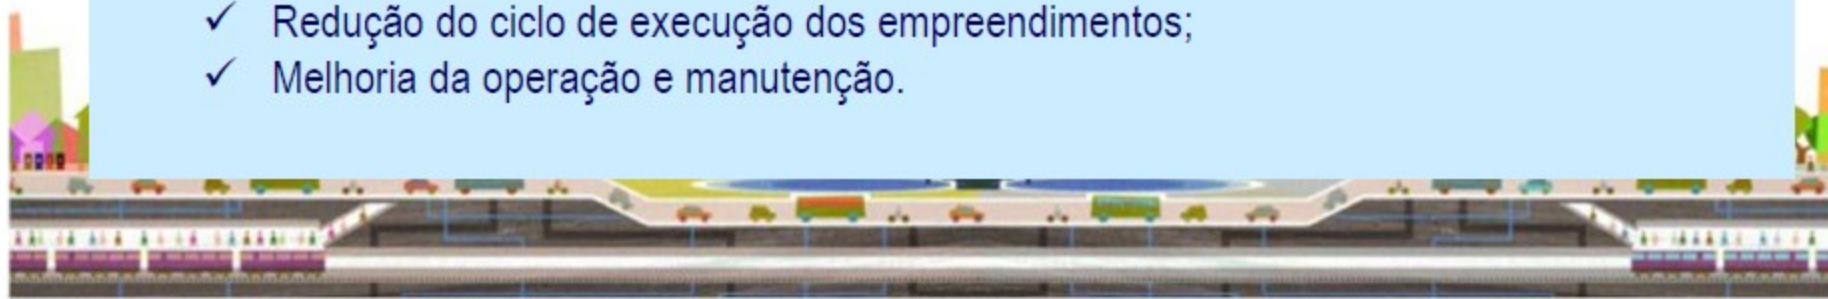 ✓ Redução do ciclo de execução dos empreendimentos;
✓ Melhoria da operação e manutenção.